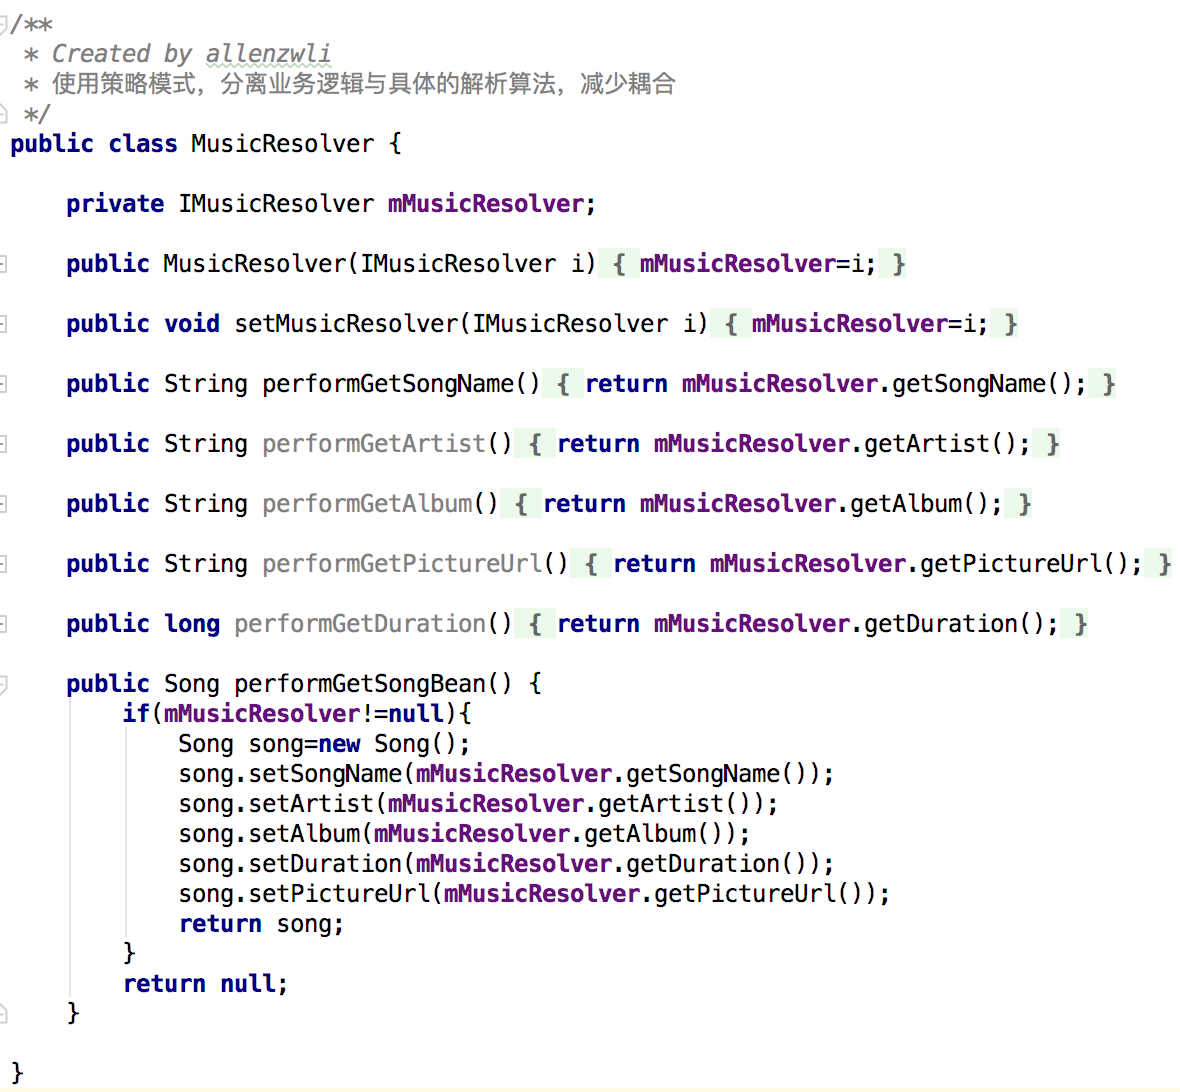 /**
 * Created by allenzwli
 * 使用策略模式，分离业务逻辑与具体的解析算法，减少耦合
 */
public class MusicResolver {
    private IMusicResolver mMusicResolver;
    public MusicResolver(IMusicResolver i) { mMusicResolver=i; }
    public void setMusicResolver(IMusicResolver i) { mMusicResolver=i; }
    public String performGetSongName() { return mMusicResolver.getSongName(); }
    public String performGetArtist() { return mMusicResolver.getArtist(); }
    public String performGetAlbum() { return mMusicResolver.getAlbum(); }
    public String performGetPictureUrl() { return mMusicResolver.getPictureUrl(); }
    public long performGetDuration() { return mMusicResolver.getDuration(); }
    public Song performGetSongBean() {
        if(mMusicResolver!=null){
            Song song=new Song();
            song.setSongName(mMusicResolver.getSongName());
            song.setArtist(mMusicResolver.getArtist());
            song.setAlbum(mMusicResolver.getAlbum());
            song.setDuration(mMusicResolver.getDuration());
            song.setPictureUrl(mMusicResolver.getPictureUrl());
            return song;
        }
        return null;
    }
}